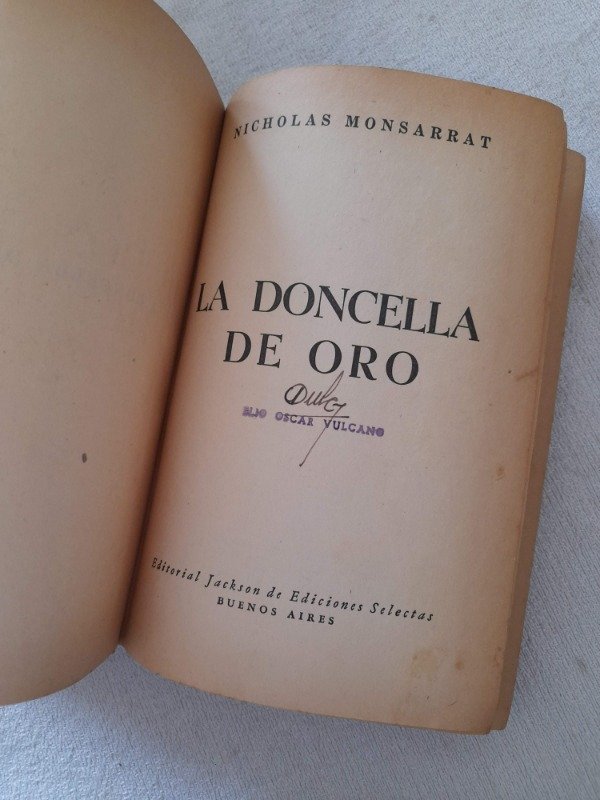 NICHOLAS MONSARRAT
LA DONCELLA
DE ORO
ELIO OSCAR VULCANO
Editorial Jackson de Ediciones Selectas
BUENOS AIRES